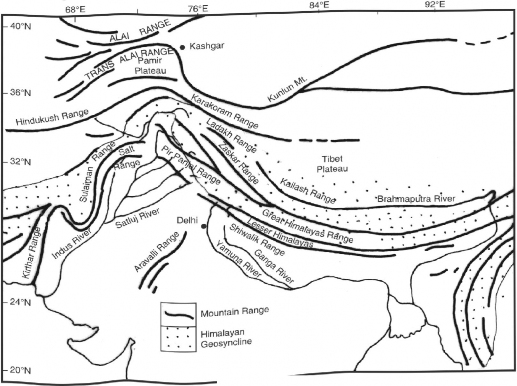 68°E 76°E 84°E 92°E
40°N
ALAI RANGE
Kashgar
TRANS ALAI RANGE
Pamir
Plateau
36°N
Kunlun Mt.
Karakoram Range
Hindukush Range
Ladakh Range
Zaskar Range
Salt
Range
Pir Panjal Range
Tibet
Plateau
32°N
Sulaiman Range
Kailash Range
Brahmaputra River
Great Himalayas Range
Lesser Himalayas
Satluj River
Delhi
Shiwalik Range
Indus River
Kirthar Range
Aravalli Range
Ganga River
Yamuna River
24°N
Mountain Range
Himalayan
Geosyncline
20°N